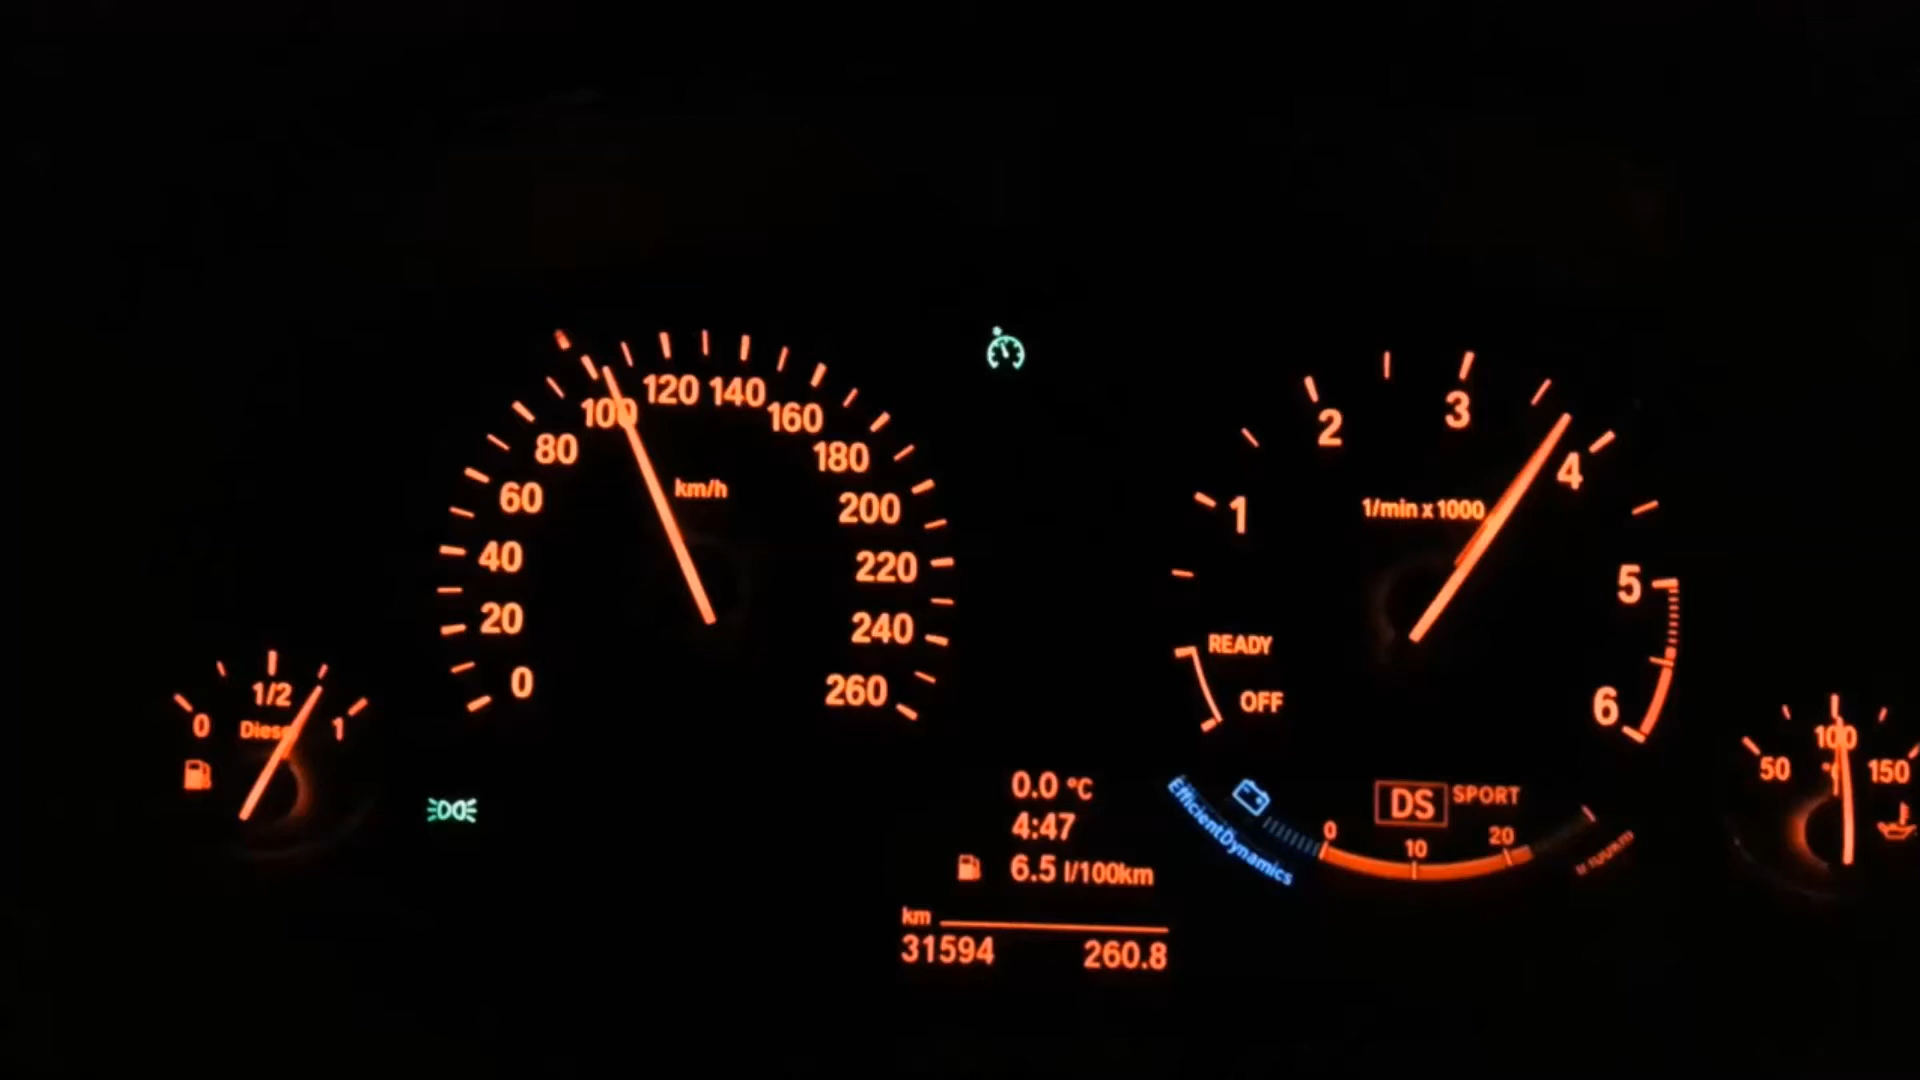 120 140
100 160
80 180
60 200
40 220
20 240
0 260
km/h
1 2 3 4 5 6
1/min x 1000
READY
OFF
0 1/2 1
50 100 150
0.0 °C
4:47
6.5 l/100km
km
31594 260.8
EfficientDynamics
DS SPORT
0 10 20